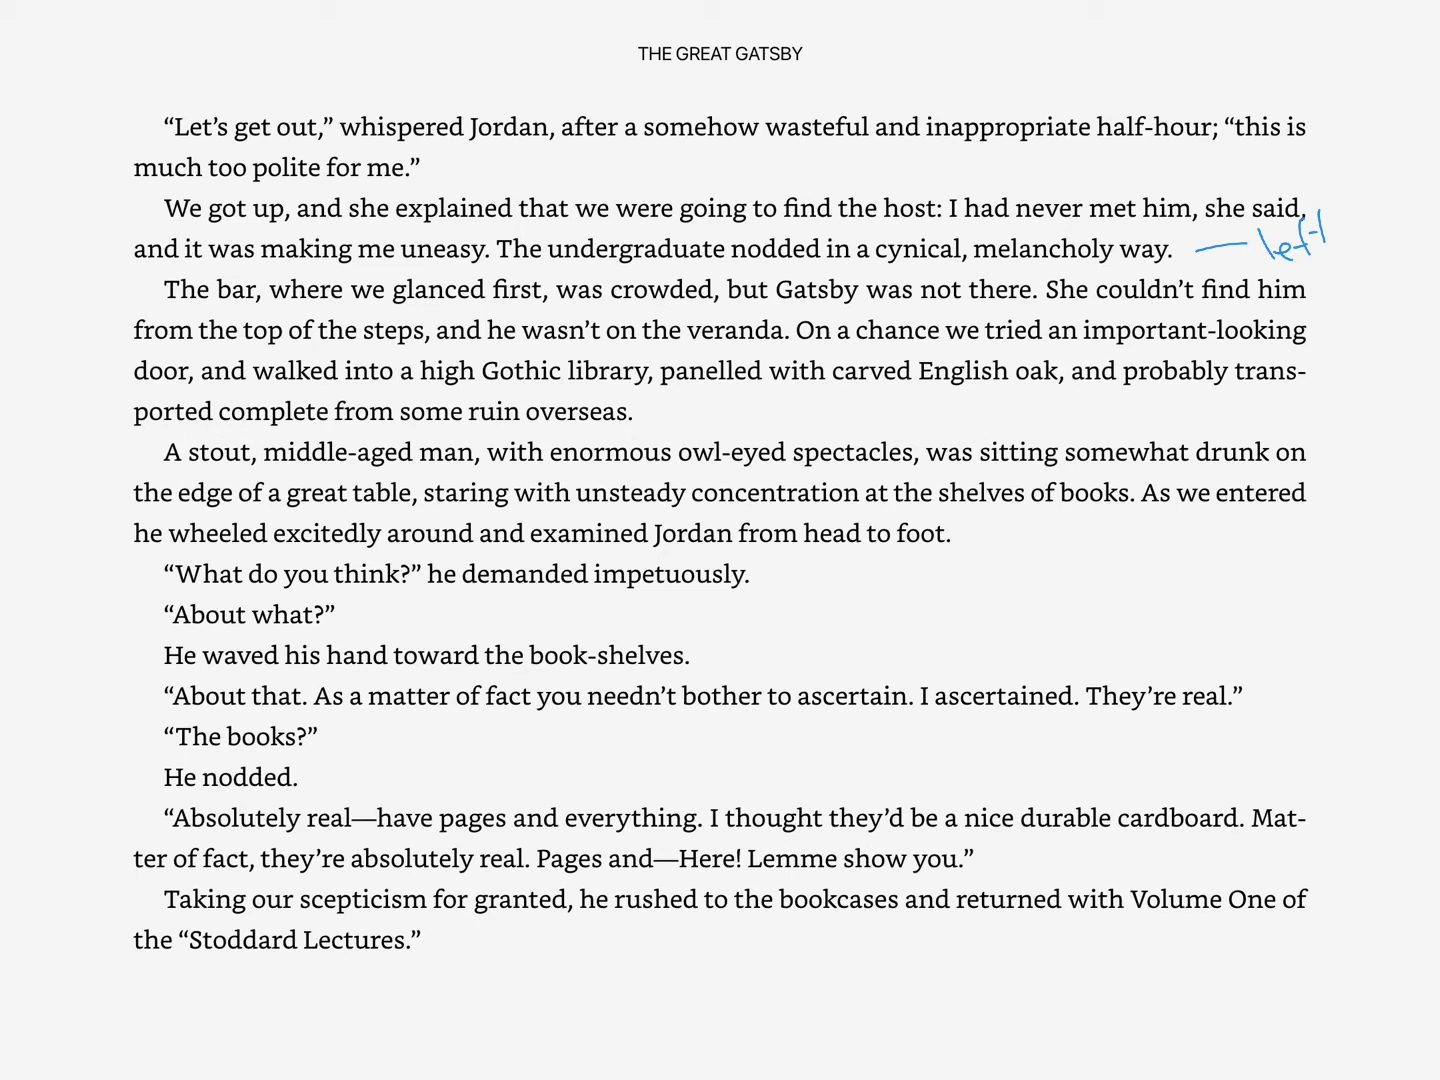 THE GREAT GATSBY
“Let’s get out,” whispered Jordan, after a somehow wasteful and inappropriate half-hour; “this is
much too polite for me.”
We got up, and she explained that we were going to find the host: I had never met him, she said,
and it was making me uneasy. The undergraduate nodded in a cynical, melancholy way. — left
The bar, where we glanced first, was crowded, but Gatsby was not there. She couldn’t find him
from the top of the steps, and he wasn’t on the veranda. On a chance we tried an important-looking
door, and walked into a high Gothic library, panelled with carved English oak, and probably trans-
ported complete from some ruin overseas.
A stout, middle-aged man, with enormous owl-eyed spectacles, was sitting somewhat drunk on
the edge of a great table, staring with unsteady concentration at the shelves of books. As we entered
he wheeled excitedly around and examined Jordan from head to foot.
“What do you think?” he demanded impetuously.
“About what?”
He waved his hand toward the book-shelves.
“About that. As a matter of fact you needn’t bother to ascertain. I ascertained. They’re real.”
“The books?”
He nodded.
“Absolutely real—have pages and everything. I thought they’d be a nice durable cardboard. Mat-
ter of fact, they’re absolutely real. Pages and—Here! Lemme show you.”
Taking our scepticism for granted, he rushed to the bookcases and returned with Volume One of
the “Stoddard Lectures.”